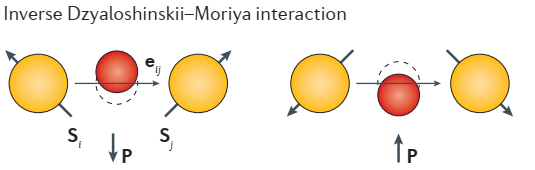 Inverse Dzyaloshinskii–Moriya interaction
e_ij
S_i
P
S_j
P